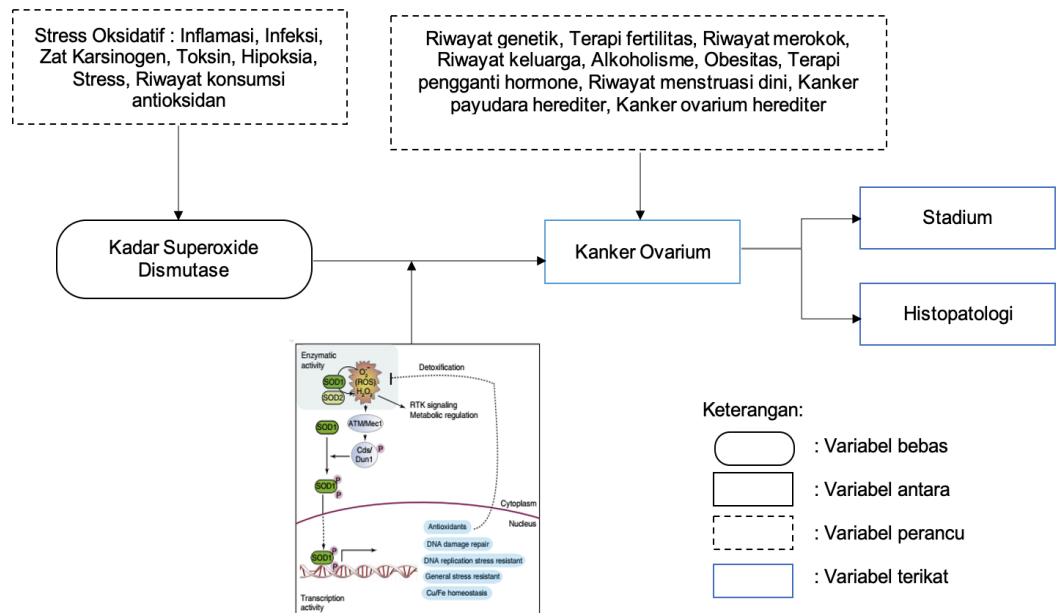 Stress Oksidatif : Inflamasi, Infeksi,
Zat Karsinogen, Toksin, Hipoksia,
Stress, Riwayat konsumsi
antioksidan
Riwayat genetik, Terapi fertilitas, Riwayat merokok,
Riwayat keluarga, Alkoholisme, Obesitas, Terapi
pengganti hormone, Riwayat menstruasi dini, Kanker
payudara herediter, Kanker ovarium herediter
Kadar Superoxide
Dismutase
Kanker Ovarium
Stadium
Histopatologi
Enzymatic
activity
SOD1
SOD2
O2•−
(ROS)
H2O2
Detoxification
RTK signaling
Metabolic regulation
ATM/Mec1
SOD1
Cds/
Dun1
P
SOD1
P
P
Cytoplasm
Nucleus
Antioxidants
DNA damage repair
DNA replication stress resistant
General stress resistant
Cu/Fe homeostasis
SOD1
P
P
Transcription
activity
Keterangan:
: Variabel bebas
: Variabel antara
: Variabel perancu
: Variabel terikat